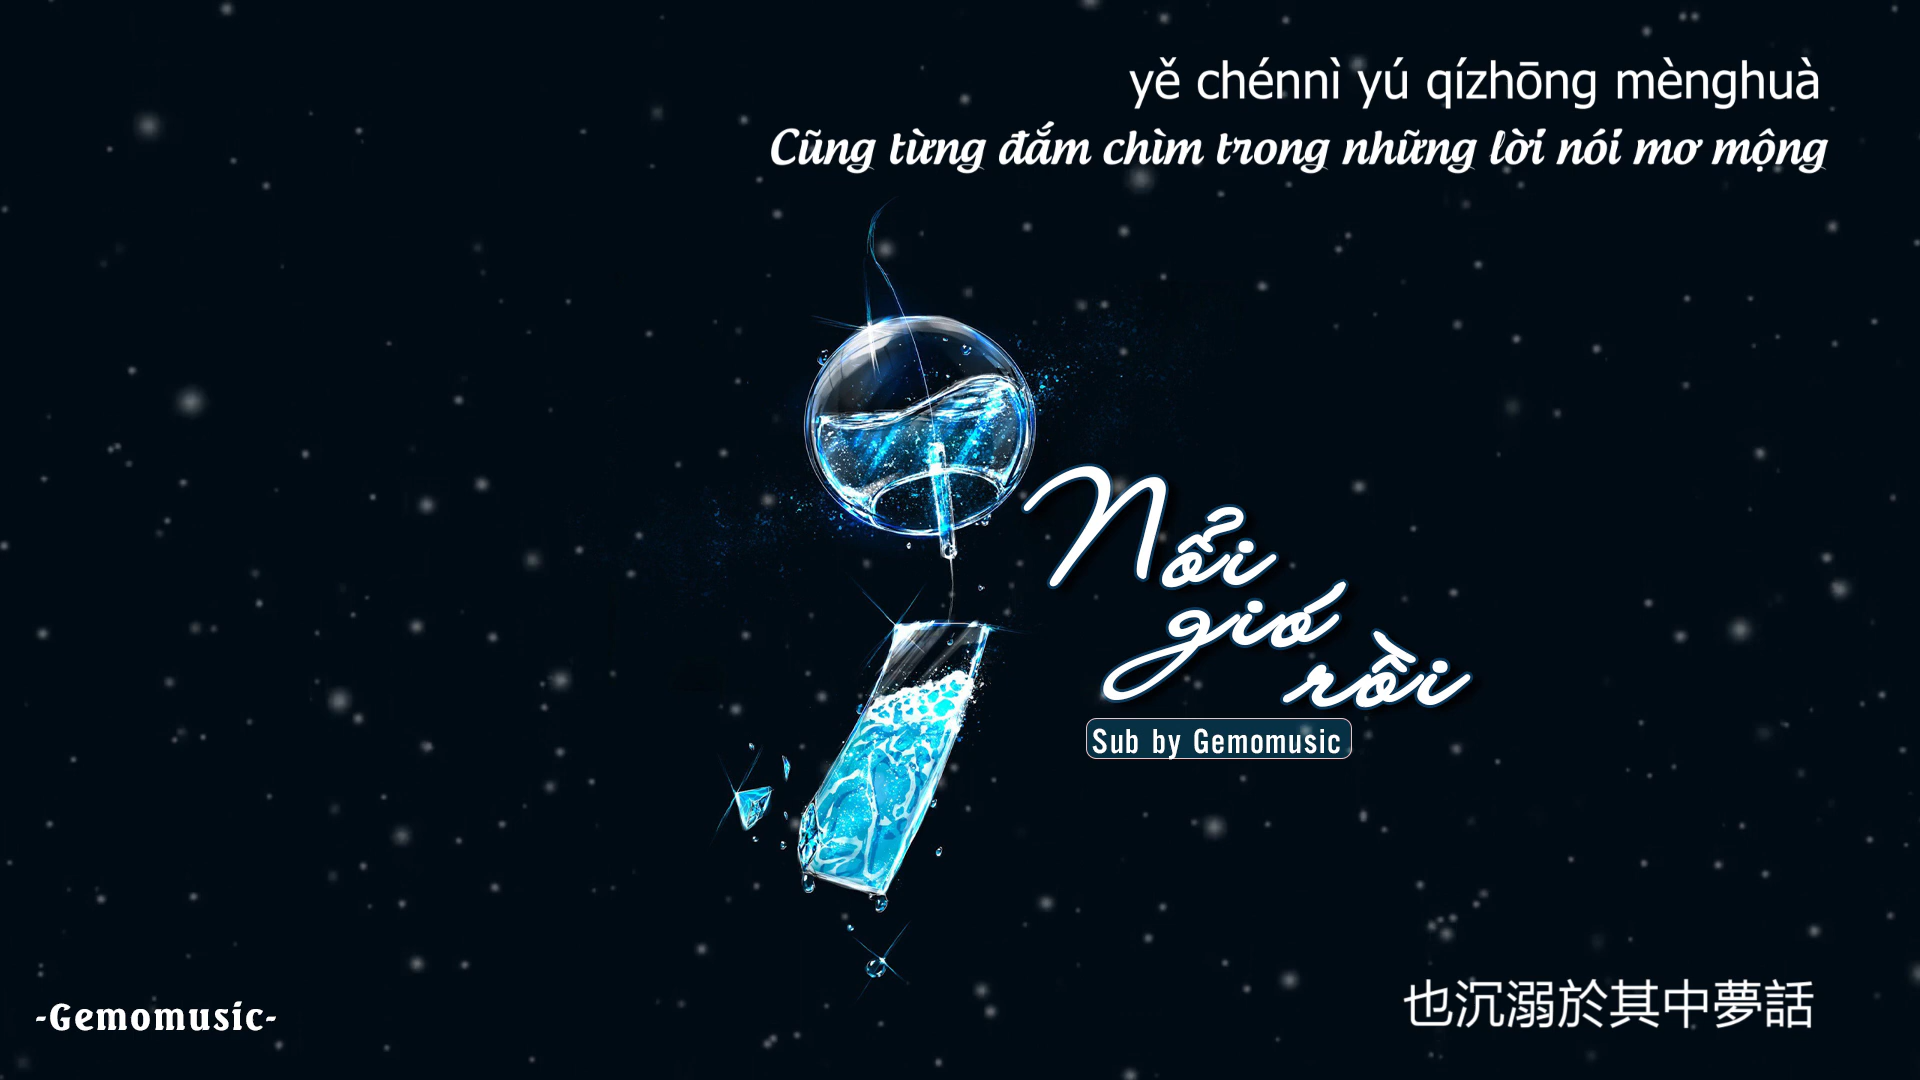 yě chénnì yú qízhōng mènghuà
Cũng từng đắm chìm trong những lời nói mơ mộng
Nổi
gió
rồi
Sub by Gemomusic
-Gemomusic-
也沉溺於其中夢話